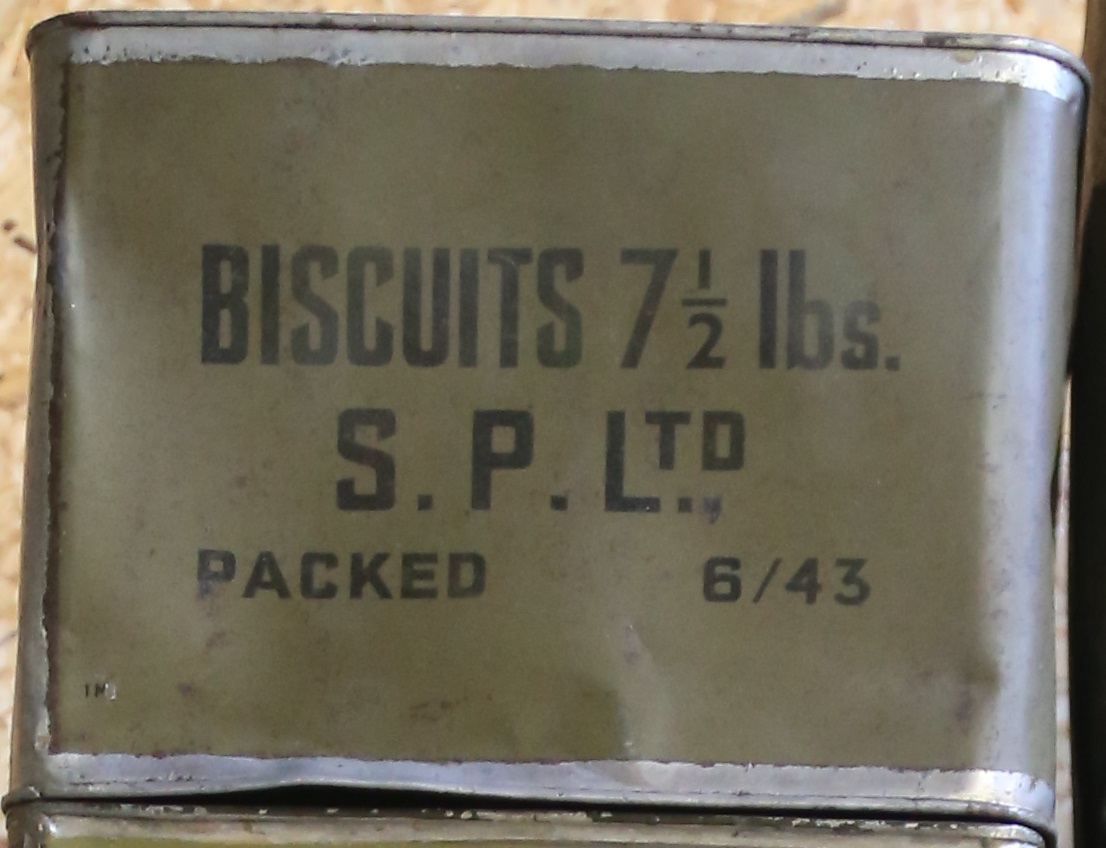 BISCUITS 7½ lbs.
S. P. LTD.,
PACKED 6/43